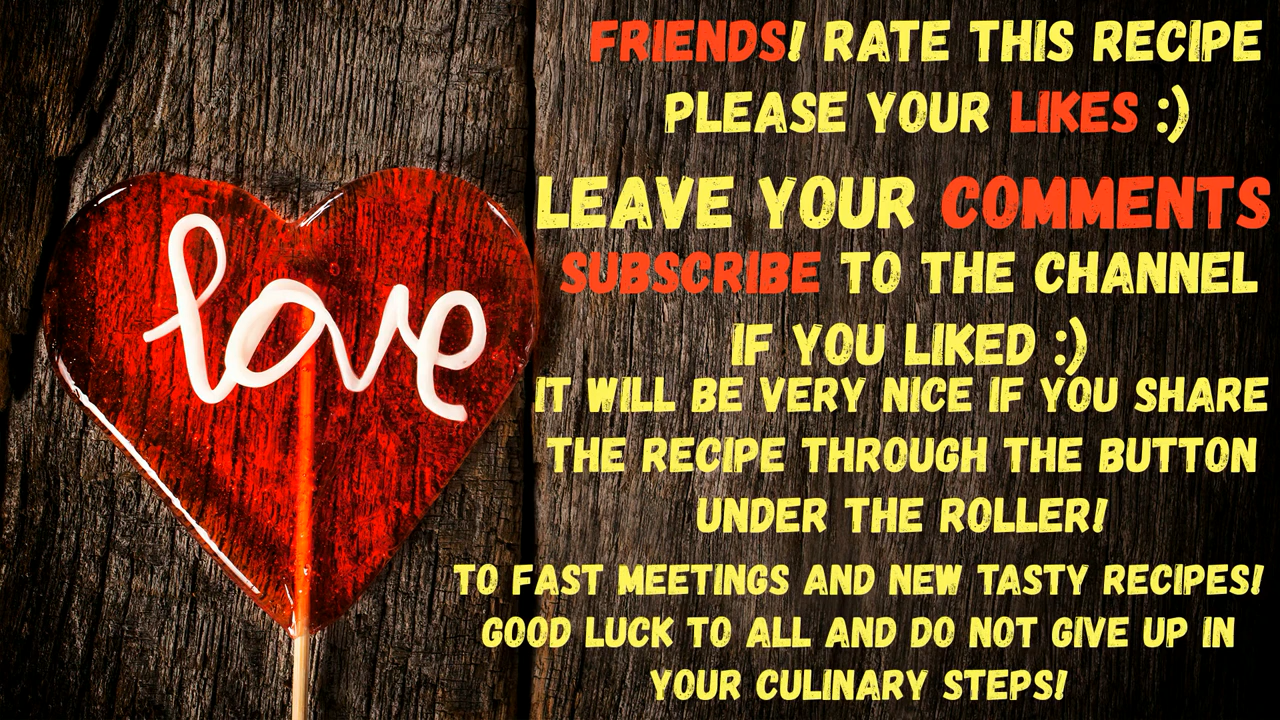 love
FRIENDS! RATE THIS RECIPE
PLEASE YOUR LIKES :)
LEAVE YOUR COMMENTS
SUBSCRIBE TO THE CHANNEL
IF YOU LIKED :)
IT WILL BE VERY NICE IF YOU SHARE
THE RECIPE THROUGH THE BUTTON
UNDER THE ROLLER!
TO FAST MEETINGS AND NEW TASTY RECIPES!
GOOD LUCK TO ALL AND DO NOT GIVE UP IN
YOUR CULINARY STEPS!